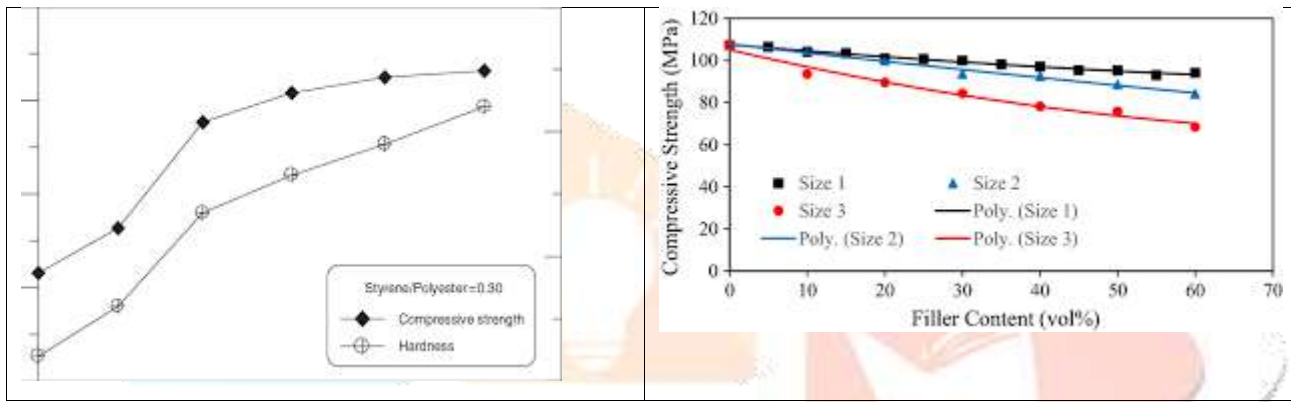 Styrene/Polyester=0.30
Compressive strength
Hardness
Compressive Strength (MPa)
120
100
80
60
40
20
0
Size 1
Size 2
Size 3
Poly. (Size 1)
Poly. (Size 2)
Poly. (Size 3)
0 10 20 30 40 50 60 70
Filler Content (vol%)